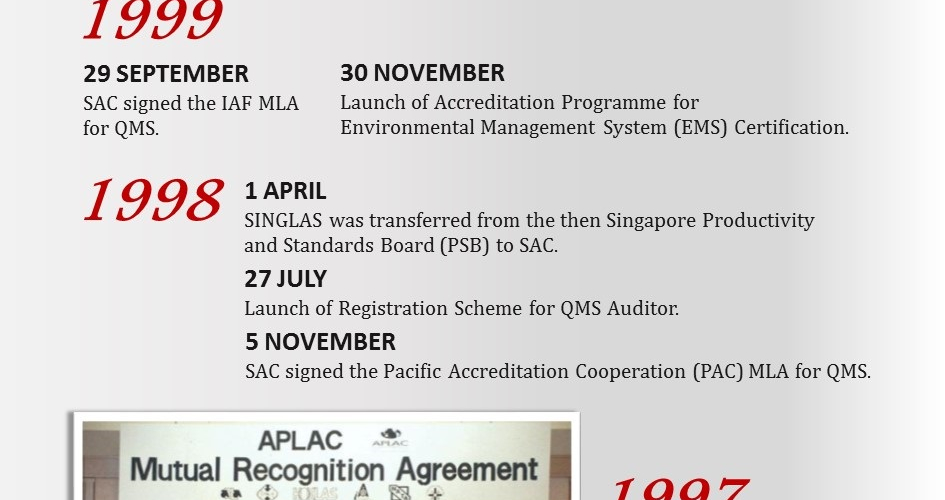 1999
29 SEPTEMBER
SAC signed the IAF MLA
for QMS.
30 NOVEMBER
Launch of Accreditation Programme for
Environmental Management System (EMS) Certification.
1998
1 APRIL
SINGLAS was transferred from the then Singapore Productivity
and Standards Board (PSB) to SAC.
27 JULY
Launch of Registration Scheme for QMS Auditor.
5 NOVEMBER
SAC signed the Pacific Accreditation Cooperation (PAC) MLA for QMS.
APLAC
APLAC
Mutual Recognition Agreement
1997